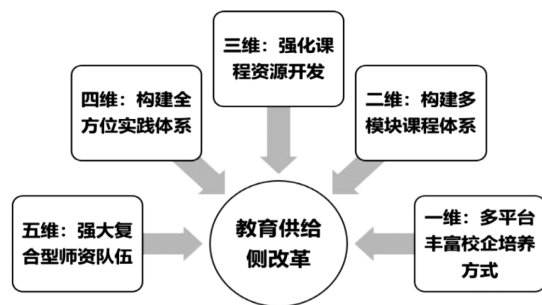 三维：强化课
程资源开发
四维：构建全
方位实践体系
二维：构建多
模块课程体系
五维：强大复
合型师资队伍
教育供给
侧改革
一维：多平台
丰富校企培养
方式